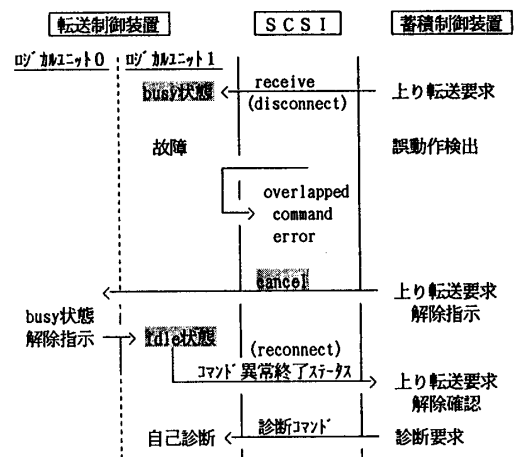 転送制御装置 SCSI 蓄積制御装置
ロジカルユニット0 ロジカルユニット1
busy状態 receive 上り転送要求
(disconnect)
故障 誤動作検出
overlapped
command
error
cancel 上り転送要求
解除指示
busy状態
解除指示 idle状態
(reconnect)
コマンド異常終了ステータス 上り転送要求
解除確認
自己診断 診断コマンド 診断要求